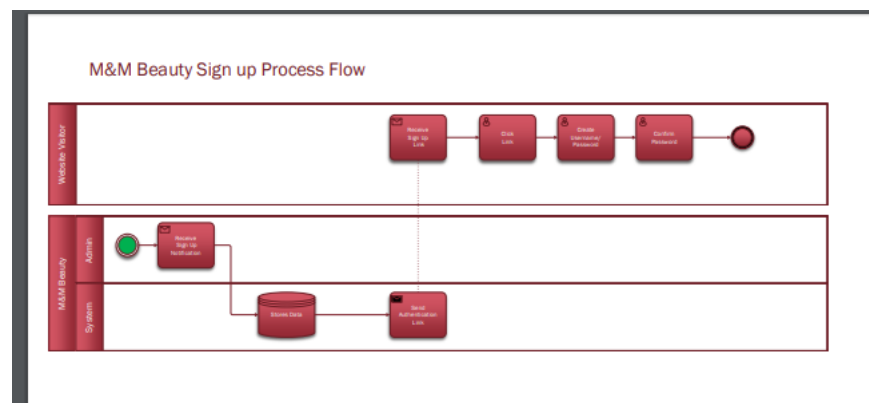 M&M Beauty Sign up Process Flow
Website Visitor
Receive
Sign Up
Link
Click
Link
Create
Username/
Password
Confirm
Password
M&M Beauty
Admin
Receive
Sign Up
Notification
System
Stores Data
Send
Authentication
Link